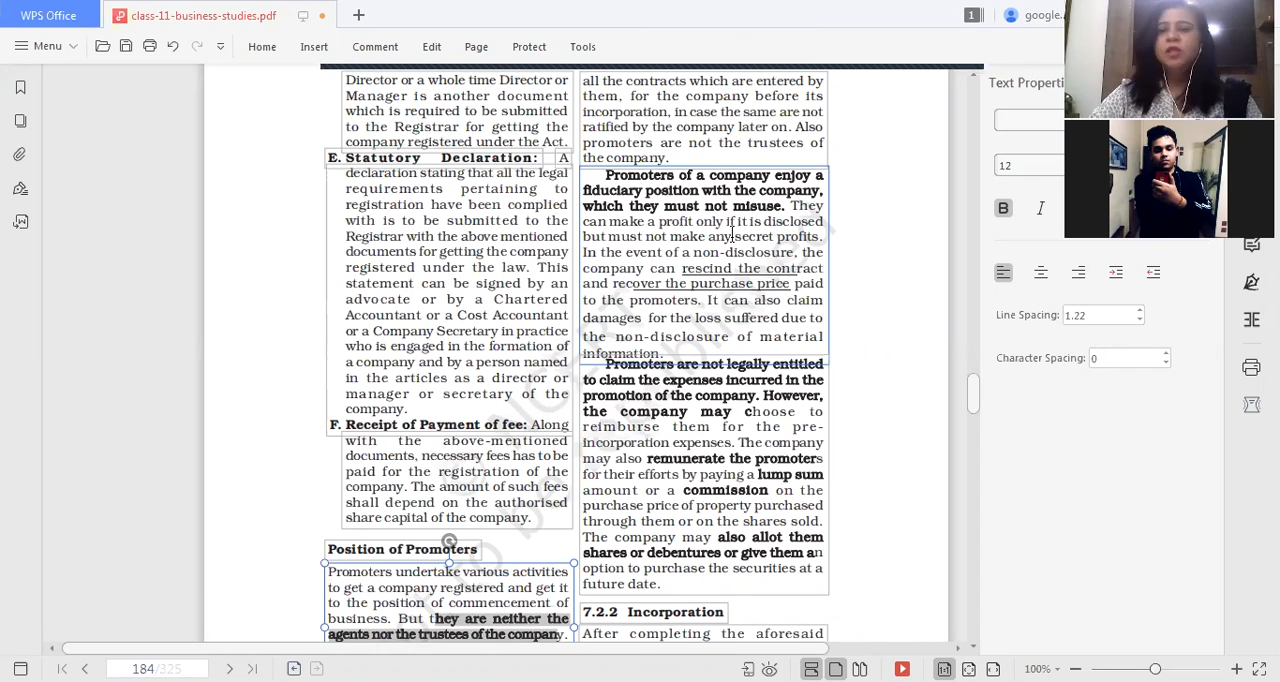 WPS Office
class-11-business-studies.pdf
1
google.
Menu
Home
Insert
Comment
Edit
Page
Protect
Tools
Director or a whole time Director or
Manager is another document
which is required to be submitted
to the Registrar for getting the
company registered under the Act.
E. Statutory Declaration: A
declaration stating that all the legal
requirements pertaining to
registration have been complied
with is to be submitted to the
Registrar with the above mentioned
documents for getting the company
registered under the law. This
statement can be signed by an
advocate or by a Chartered
Accountant or a Cost Accountant
or a Company Secretary in practice
who is engaged in the formation of
a company and by a person named
in the articles as a director or
manager or secretary of the
company.
F. Receipt of Payment of fee: Along
with the above-mentioned
documents, necessary fees has to be
paid for the registration of the
company. The amount of such fees
shall depend on the authorised
share capital of the company.
Position of Promoters
Promoters undertake various activities
to get a company registered and get it
to the position of commencement of
business. But they are neither the
agents nor the trustees of the company.
all the contracts which are entered by
them, for the company before its
incorporation, in case the same are not
ratified by the company later on. Also
promoters are not the trustees of
the company.
Promoters of a company enjoy a
fiduciary position with the company,
which they must not misuse. They
can make a profit only if it is disclosed
but must not make any secret profits.
In the event of a non-disclosure, the
company can rescind the contract
and recover the purchase price paid
to the promoters. It can also claim
damages for the loss suffered due to
the non-disclosure of material
information.
Promoters are not legally entitled
to claim the expenses incurred in the
promotion of the company. However,
the company may choose to
reimburse them for the pre-
incorporation expenses. The company
may also remunerate the promoters
for their efforts by paying a lump sum
amount or a commission on the
purchase price of property purchased
through them or on the shares sold.
The company may also allot them
shares or debentures or give them an
option to purchase the securities at a
future date.
7.2.2 Incorporation
After completing the aforesaid
Text Properti
12
B I
Line Spacing: 1.22
Character Spacing: 0
184/325
100%